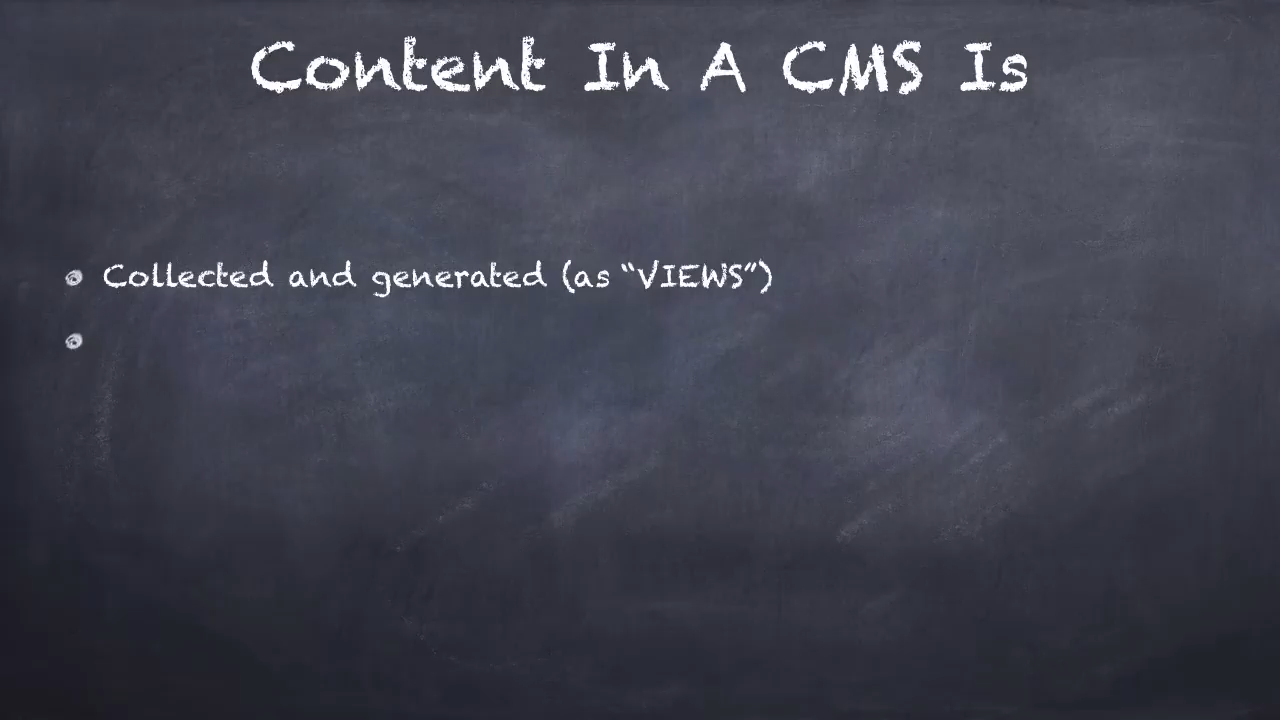 Content In A CMS Is
Collected and generated (as “VIEWS”)